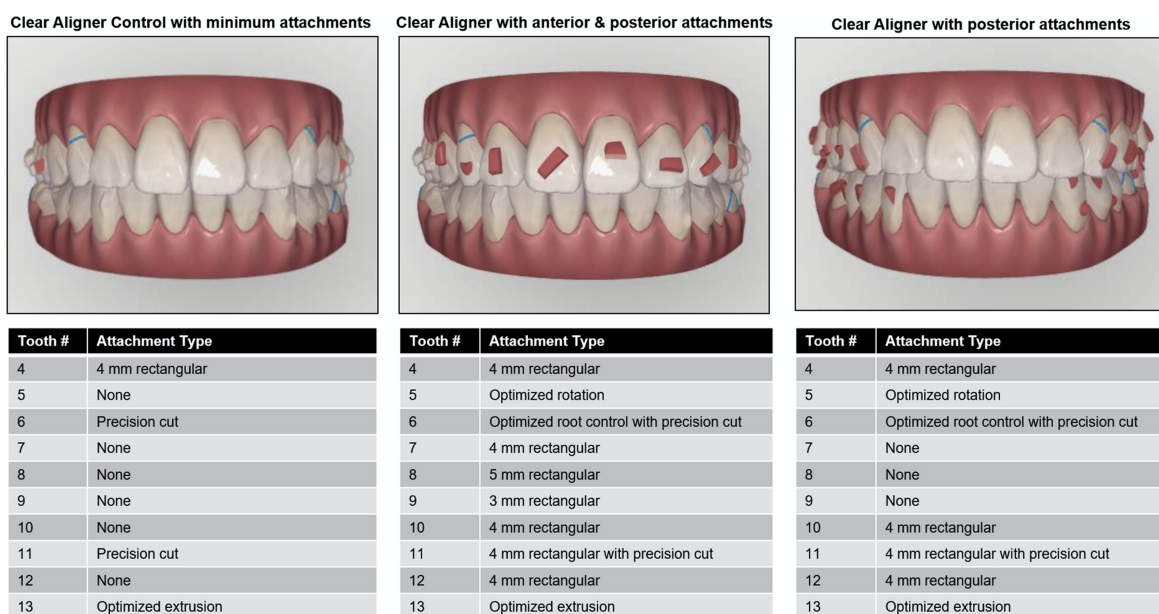 Clear Aligner Control with minimum attachments
Tooth # Attachment Type
4 4 mm rectangular
5 None
6 Precision cut
7 None
8 None
9 None
10 None
11 Precision cut
12 None
13 Optimized extrusion
Clear Aligner with anterior & posterior attachments
Tooth # Attachment Type
4 4 mm rectangular
5 Optimized rotation
6 Optimized root control with precision cut
7 4 mm rectangular
8 5 mm rectangular
9 3 mm rectangular
10 4 mm rectangular
11 4 mm rectangular with precision cut
12 4 mm rectangular
13 Optimized extrusion
Clear Aligner with posterior attachments
Tooth # Attachment Type
4 4 mm rectangular
5 Optimized rotation
6 Optimized root control with precision cut
7 None
8 None
9 None
10 4 mm rectangular
11 4 mm rectangular with precision cut
12 4 mm rectangular
13 Optimized extrusion